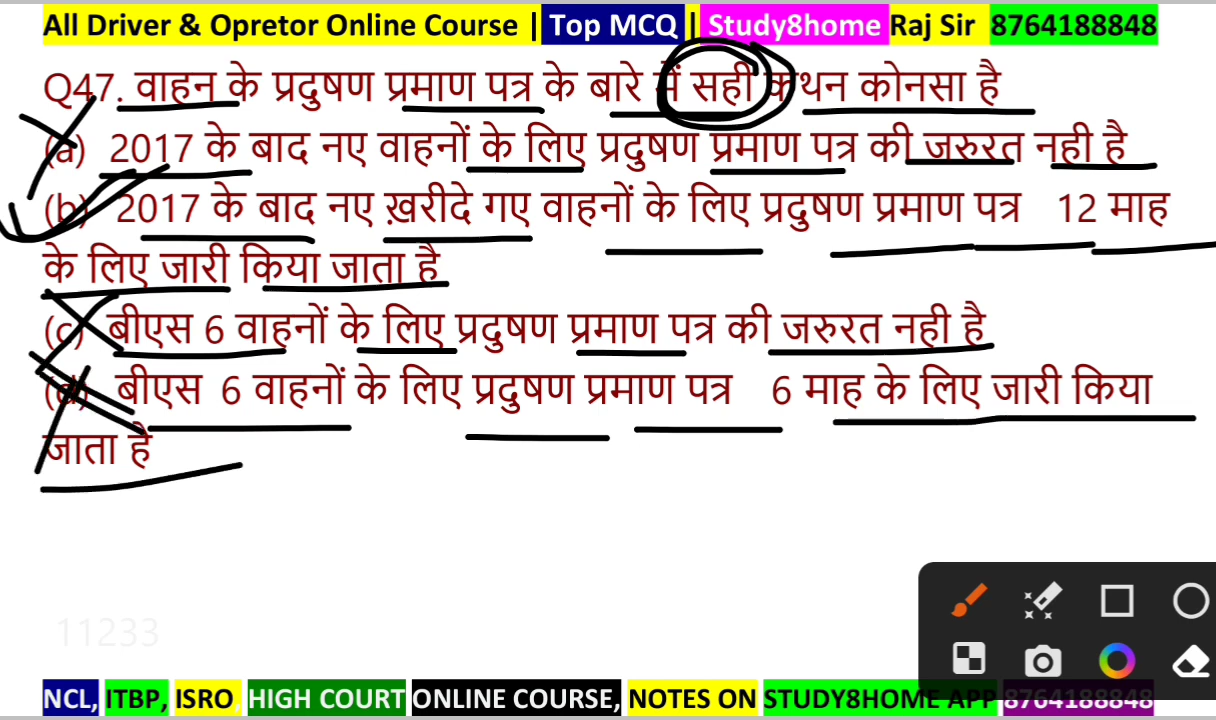 All Driver & Opretor Online Course | Top MCQ | Study8home Raj Sir 8764188848
Q47. वाहन के प्रदुषण प्रमाण पत्र के बारे में सही कथन कोनसा है
(a) 2017 के बाद नए वाहनों के लिए प्रदुषण प्रमाण पत्र की जरुरत नही है
(b) 2017 के बाद नए ख़रीदे गए वाहनों के लिए प्रदुषण प्रमाण पत्र 12 माह
के लिए जारी किया जाता है
(c) बीएस 6 वाहनों के लिए प्रदुषण प्रमाण पत्र की जरुरत नही है
(d) बीएस 6 वाहनों के लिए प्रदुषण प्रमाण पत्र 6 माह के लिए जारी किया
जाता है
11233
NCL, ITBP, ISRO, HIGH COURT ONLINE COURSE, NOTES ON STUDY8HOME APP 8764188848